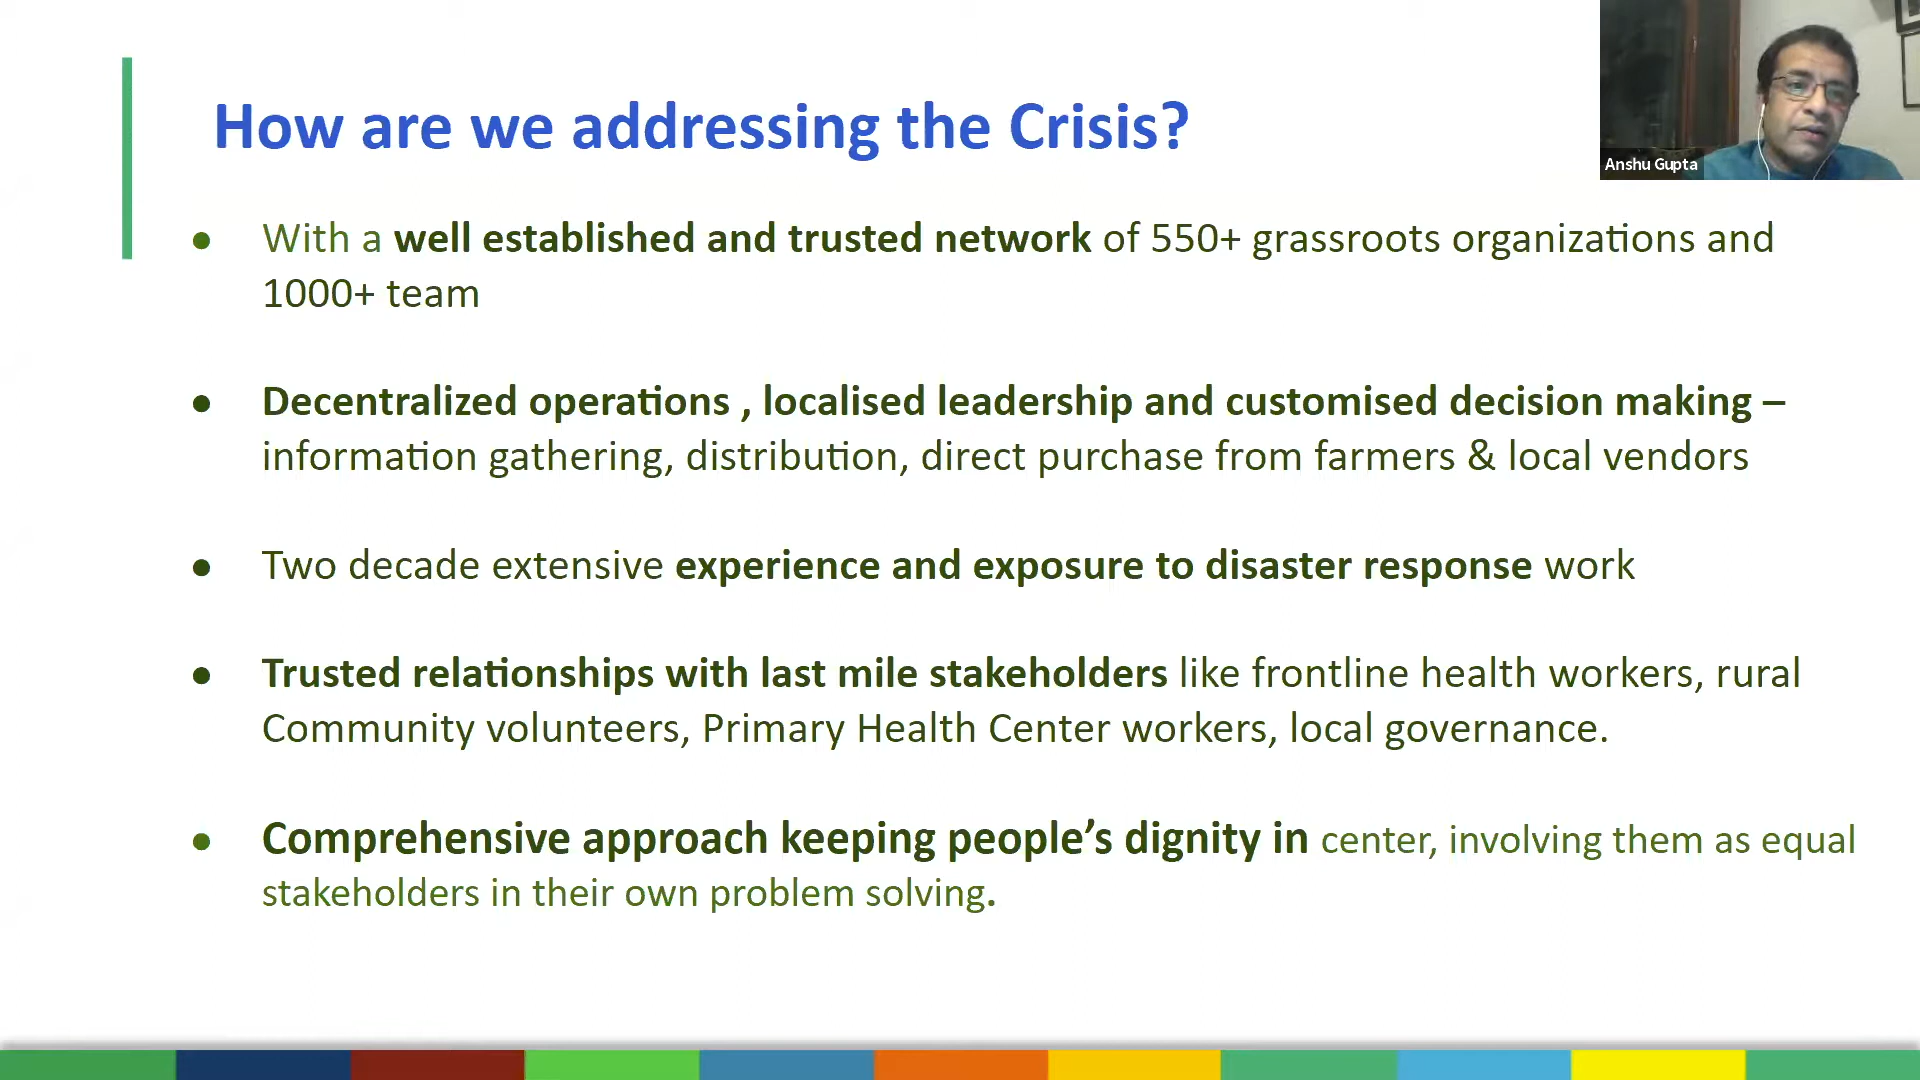 How are we addressing the Crisis?
Anshu Gupta
● With a well established and trusted network of 550+ grassroots organizations and
1000+ team
● Decentralized operations , localised leadership and customised decision making –
information gathering, distribution, direct purchase from farmers & local vendors
● Two decade extensive experience and exposure to disaster response work
● Trusted relationships with last mile stakeholders like frontline health workers, rural
Community volunteers, Primary Health Center workers, local governance.
● Comprehensive approach keeping people’s dignity in center, involving them as equal
stakeholders in their own problem solving.